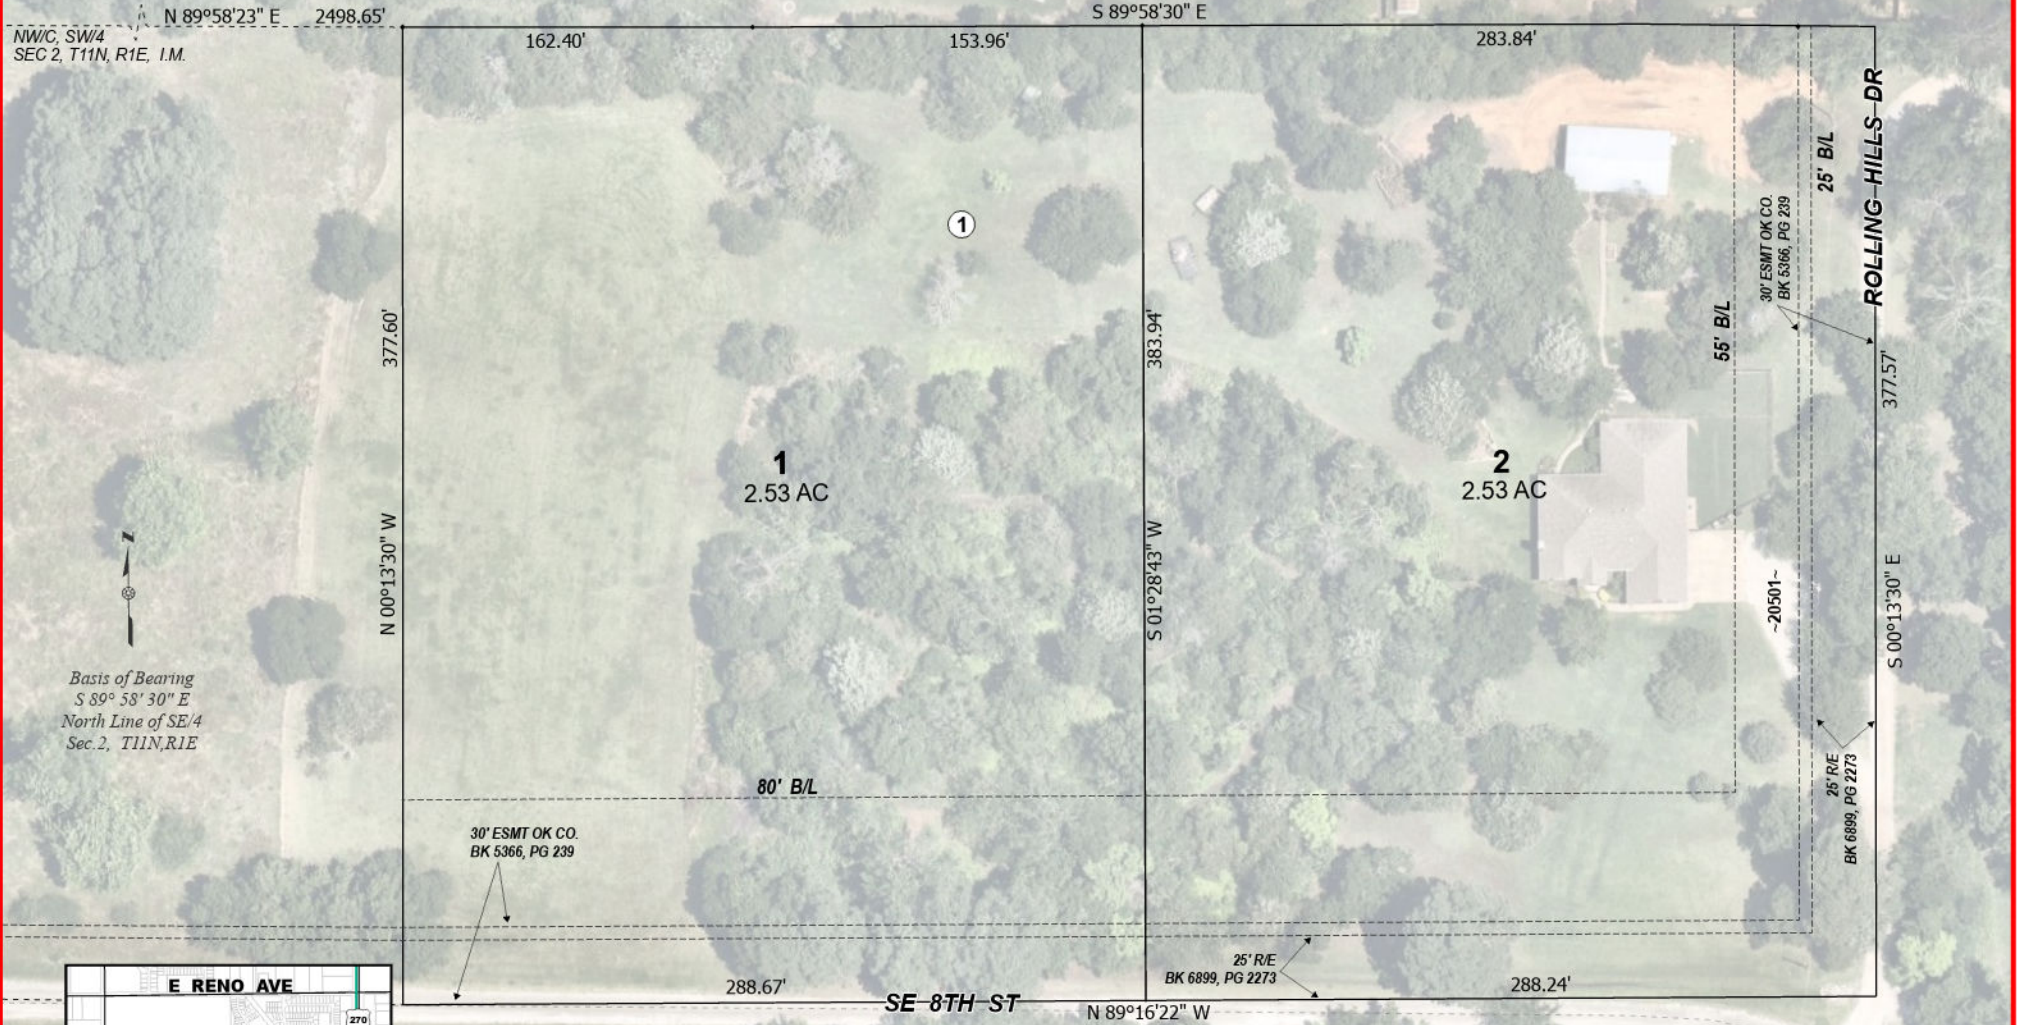 N 89°58'23" E 2498.65'
S 89°58'30" E
NW/C, SW/4
SEC 2, T11N, R1E, I.M.
162.40'
153.96'
283.84'
ROLLING HILLS DR
25' B/L
30' ESMT OK CO.
BK 5366, PG 239
1
55' B/L
377.60'
383.94'
377.57'
1
2.53 AC
2
2.53 AC
N 00°13'30" W
S 01°28'43" W
S 00°13'30" E
~20501~
Z
Basis of Bearing
S 89° 58' 30" E
North Line of SE/4
Sec.2, T11N,R1E
80' B/L
25' R/E
BK 6899, PG 2273
30' ESMT OK CO.
BK 5366, PG 239
25' R/E
BK 6899, PG 2273
E RENO AVE
270
288.67'
SE 8TH ST
288.24'
N 89°16'22" W